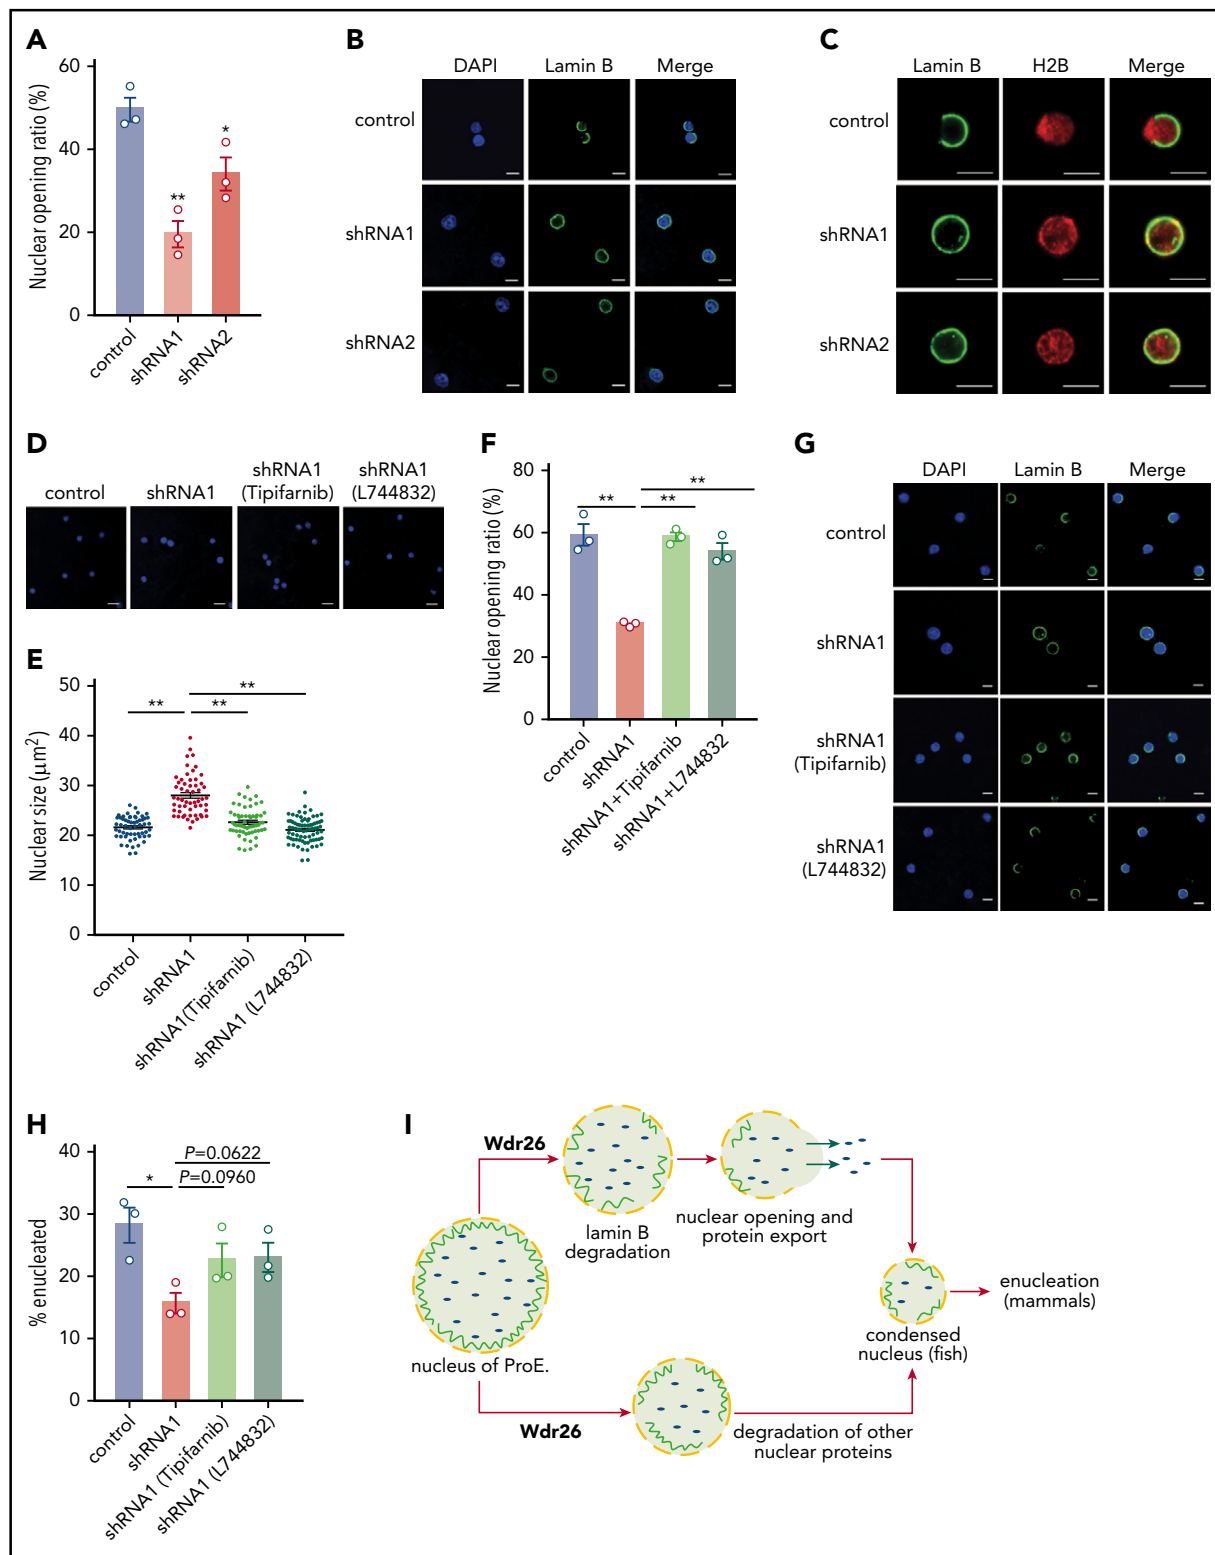 A
Nuclear opening ratio (%)
60
40
20
0
*
**
control
shRNA1
shRNA2
B
DAPI
Lamin B
Merge
control
shRNA1
shRNA2
C
Lamin B
H2B
Merge
control
shRNA1
shRNA2
D
control
shRNA1
shRNA1
(Tipifarnib)
shRNA1
(L744832)
E
Nuclear size (μm²)
50
40
30
20
10
0
**
**
**
control
shRNA1
shRNA1(Tipifarnib)
shRNA1 (L744832)
F
Nuclear opening ratio (%)
80
60
40
20
0
**
**
**
control
shRNA1
shRNA1+Tipifarnib
shRNA1+L744832
G
DAPI
Lamin B
Merge
control
shRNA1
shRNA1
(Tipifarnib)
shRNA1
(L744832)
H
% enucleated
40
30
20
10
0
P=0.0622
P=0.0960
*
control
shRNA1
shRNA1 (Tipifarnib)
shRNA1 (L744832)
I
Wdr26
lamin B
degradation
nuclear opening and
protein export
nucleus of ProE.
condensed
nucleus (fish)
enucleation
(mammals)
Wdr26
degradation of other
nuclear proteins